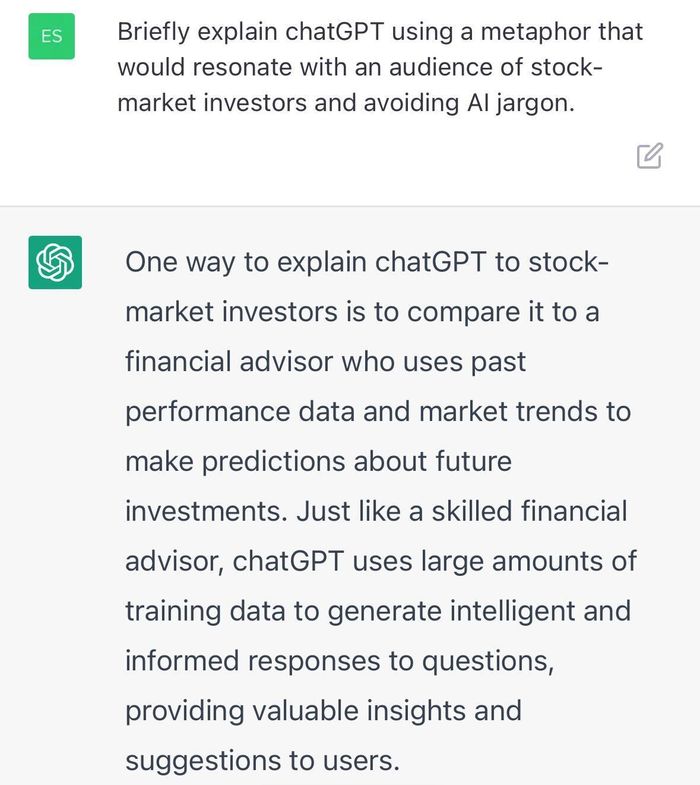 ES
Briefly explain chatGPT using a metaphor that
would resonate with an audience of stock-
market investors and avoiding AI jargon.
One way to explain chatGPT to stock-
market investors is to compare it to a
financial advisor who uses past
performance data and market trends to
make predictions about future
investments. Just like a skilled financial
advisor, chatGPT uses large amounts of
training data to generate intelligent and
informed responses to questions,
providing valuable insights and
suggestions to users.